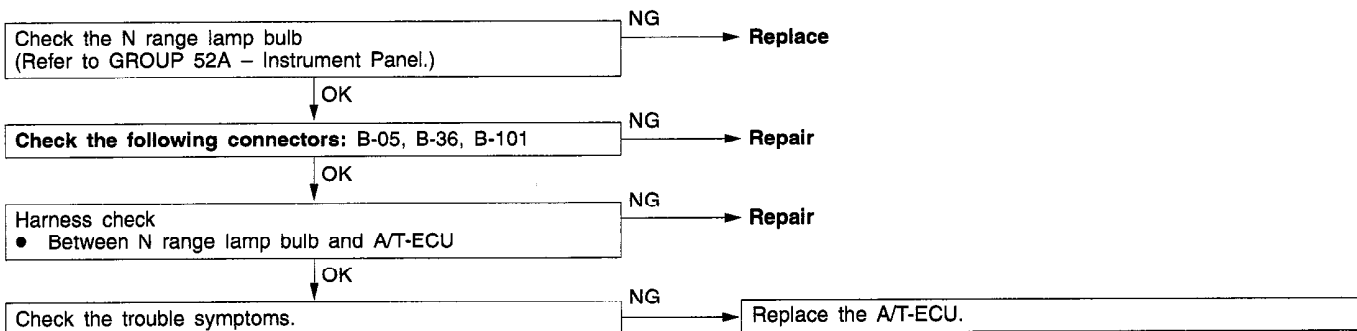 Check the N range lamp bulb
(Refer to GROUP 52A – Instrument Panel.)
NG
Replace
OK
Check the following connectors: B-05, B-36, B-101
NG
Repair
OK
Harness check
● Between N range lamp bulb and A/T-ECU
NG
Repair
OK
Check the trouble symptoms.
NG
Replace the A/T-ECU.